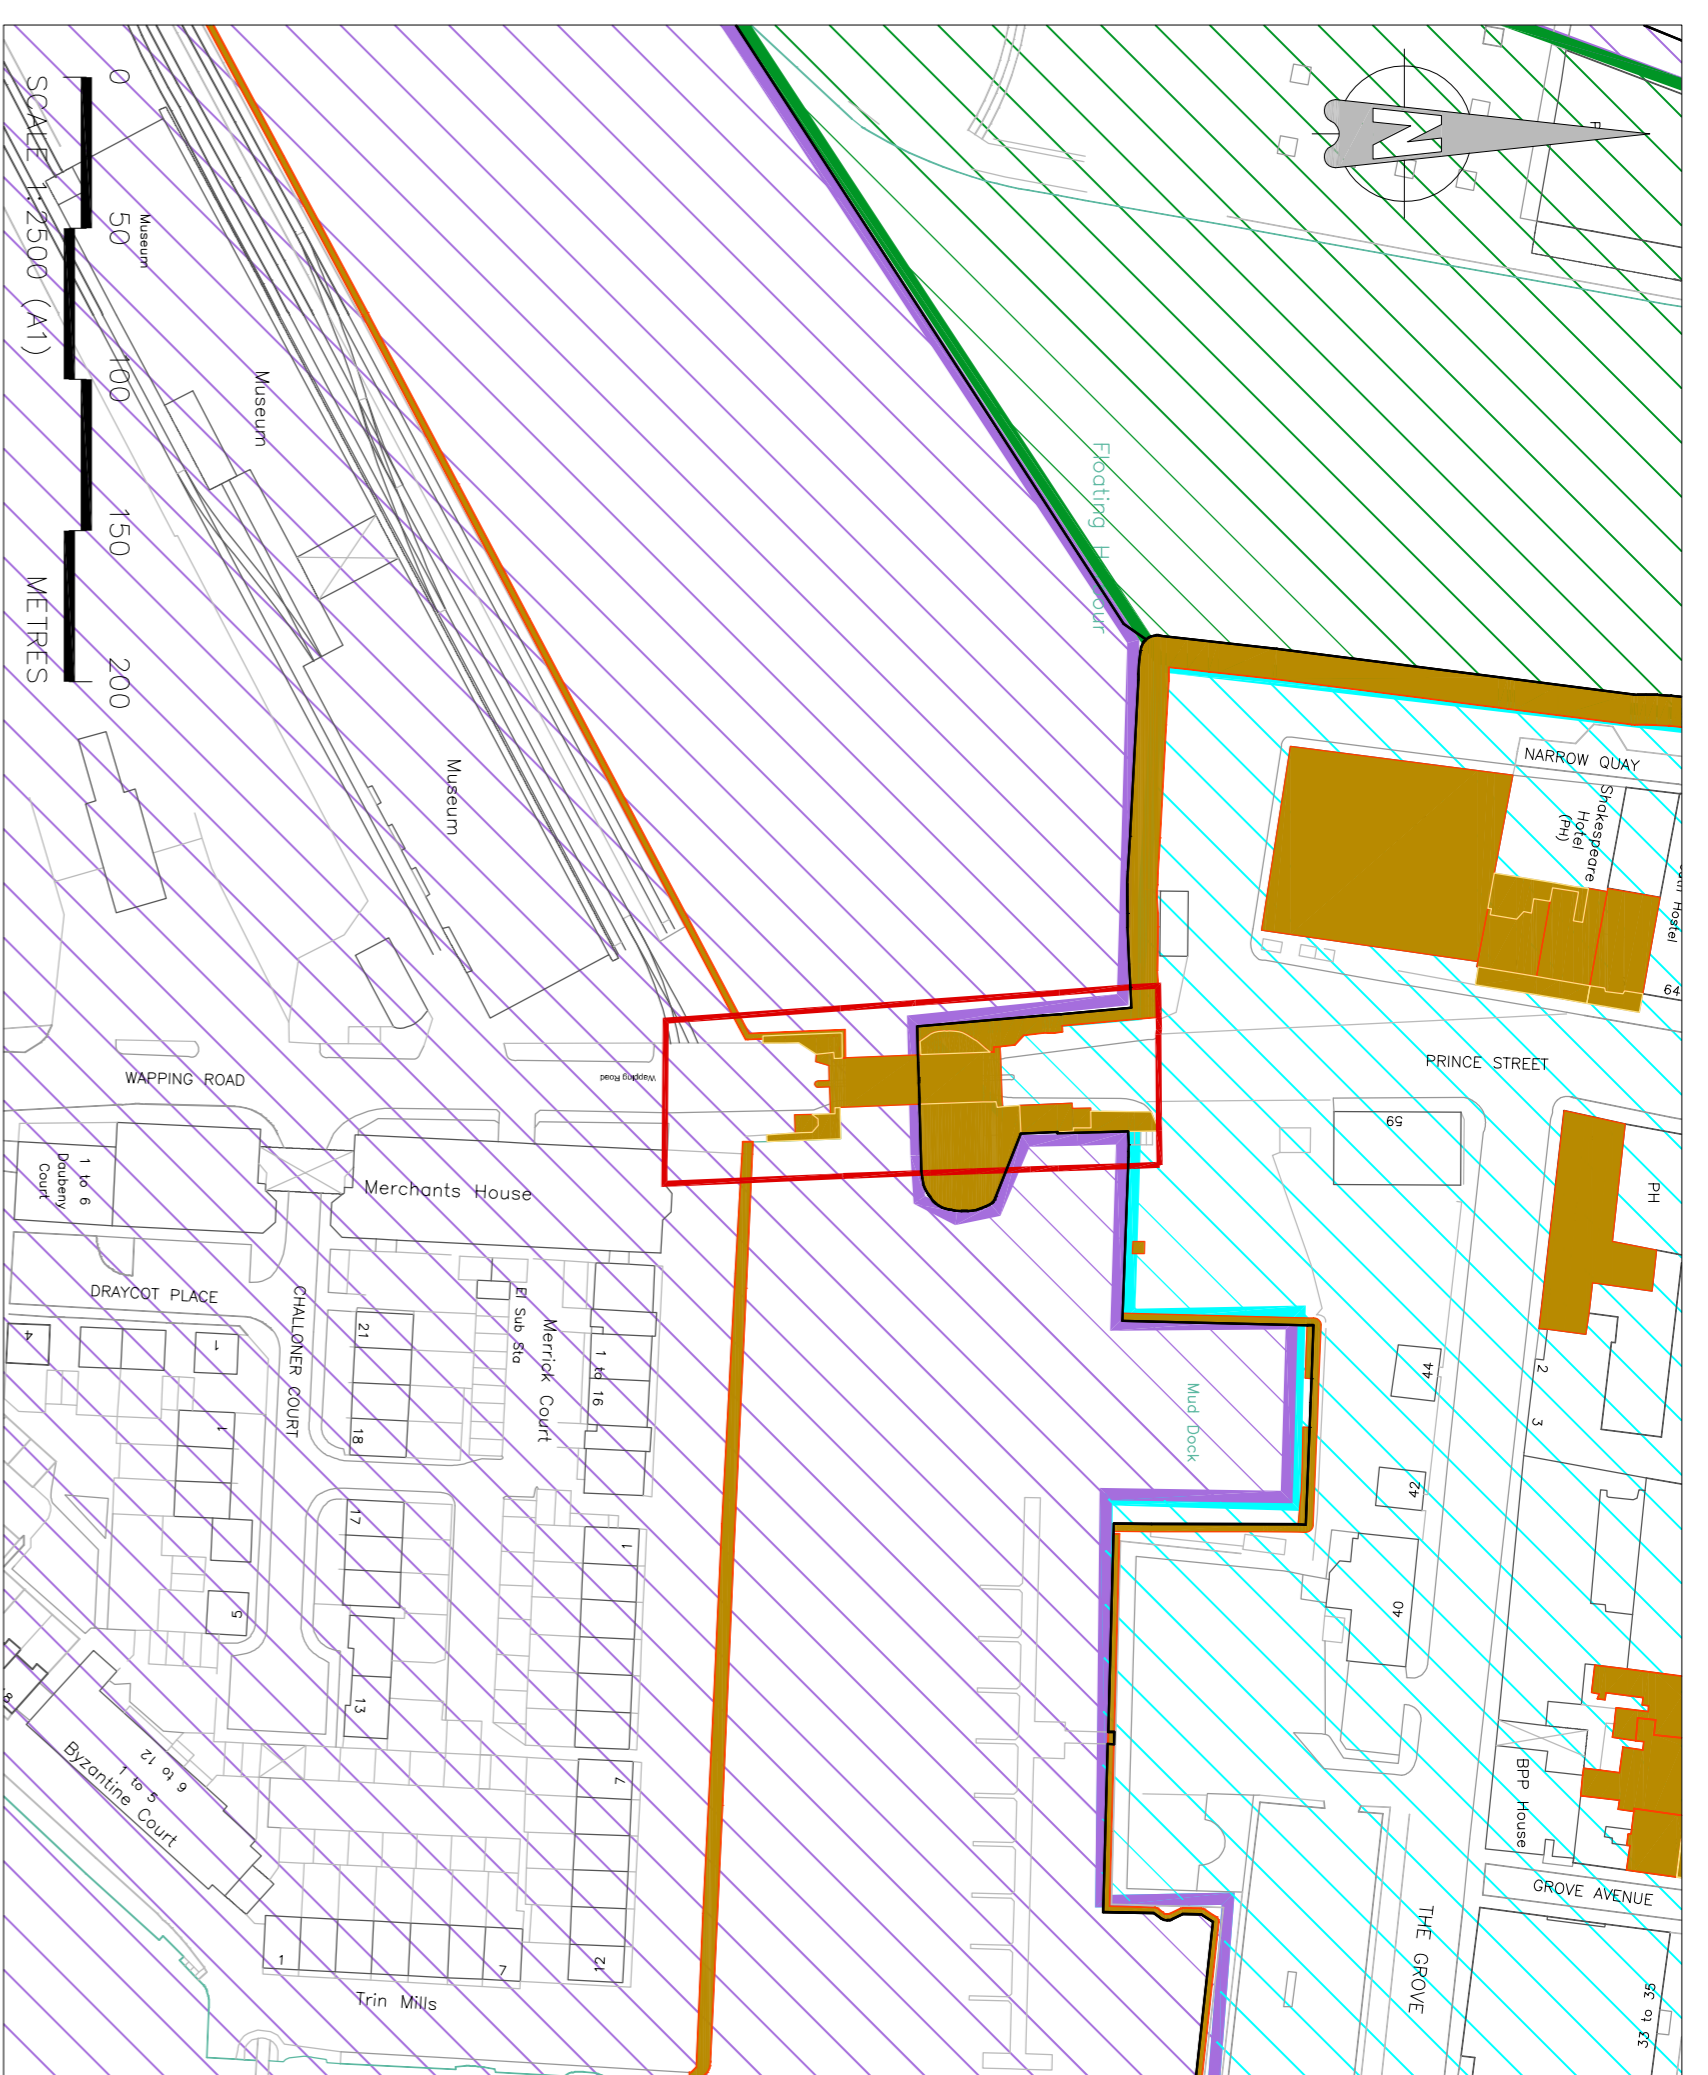 0
50
100
150
200
SCALE 1:2500 (A1)
METRES
N
Museum
Museum
Museum
Floating H our
NARROW QUAY
Shakespeare
Hotel
(PH)
Hostel
64
PRINCE STREET
WAPPING ROAD
Wapping Road
59
PH
1 to 6
Daubeny
Court
Merchants House
DRAYCOT PLACE
CHALLONER COURT
El Sub Sta
Merrick Court
1 to 16
21
18
4
1
1
5
17
13
1
7
12
Mud Dock
44
42
40
2
3
BPP House
GROVE AVENUE
THE GROVE
33 to 35
8
6 to 12
1 to 5
Byzantine Court
1
7
Trin Mills